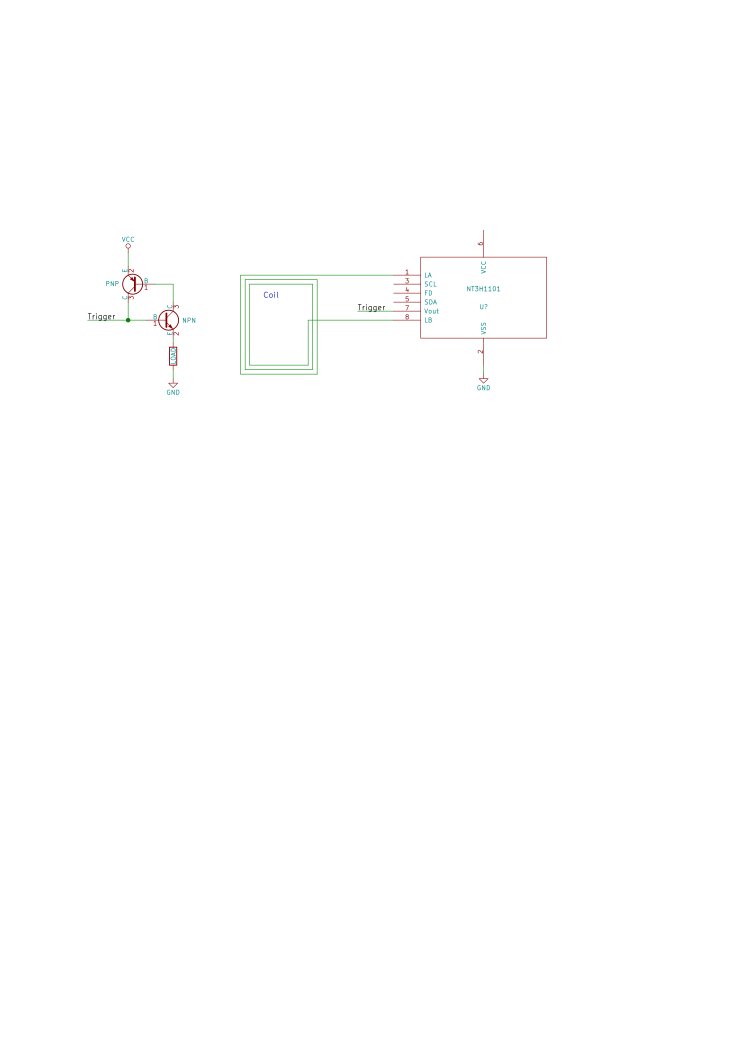 VCC
E
2
PNP
B
1
C
3
Trigger
C
3
B
1
NPN
E
2
LOAD
GND
Coil
Trigger
6
VCC
1 LA
3 SCL
4 FD
5 SDA
7 Vout
8 LB
NT3H1101
U?
VSS
2
GND